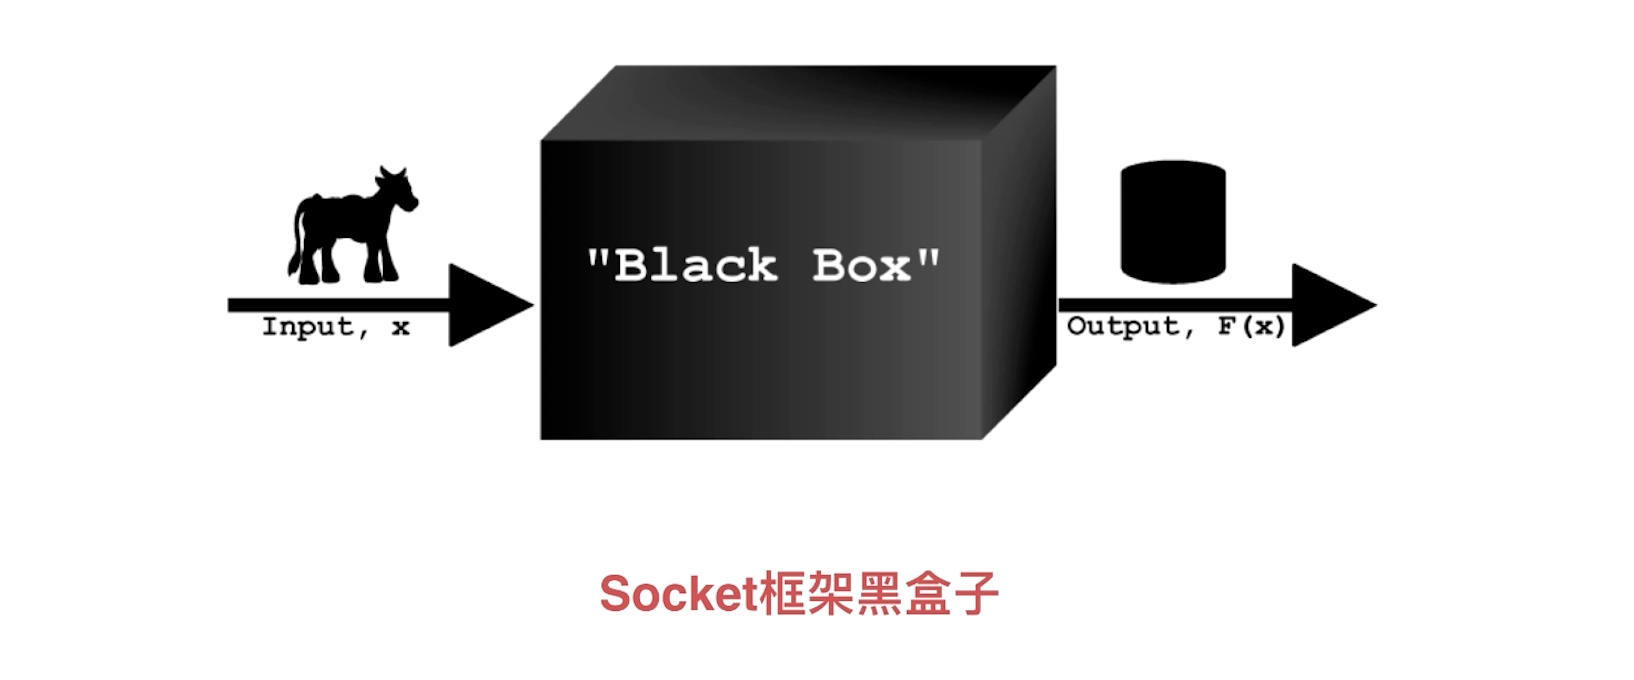 "Black Box"
Input, x
Output, F(x)
Socket框架黑盒子